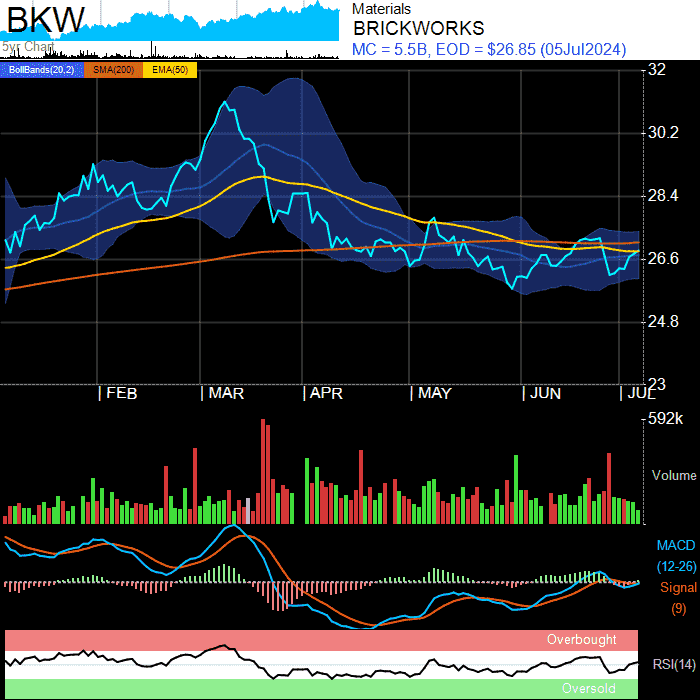 BKW
5yr Chart
Materials
BRICKWORKS
MC = 5.5B, EOD = $26.85 (05Jul2024)
BollBands(20,2) SMA(200) EMA(50)
32
30.2
28.4
26.6
24.8
23
| FEB | MAR | APR | MAY | JUN | JUL
592k
Volume
MACD
(12-26)
Signal
(9)
Overbought
RSI(14)
Oversold